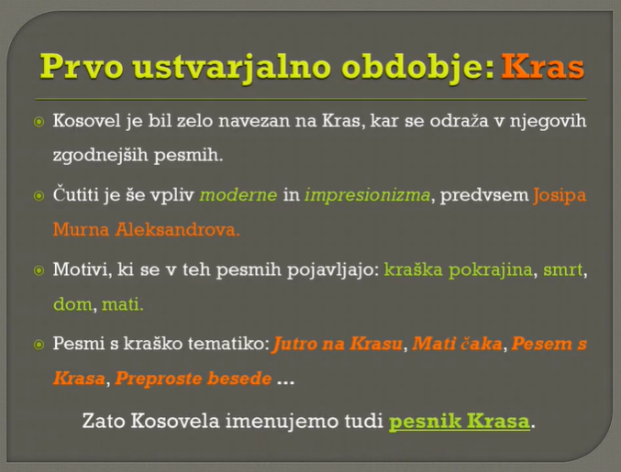 Prvo ustvarjalno obdobje: Kras
Kosovel je bil zelo navezan na Kras, kar se odraža v njegovih
zgodnejših pesmih.
Čutiti je še vpliv moderne in impresionizma, predvsem Josipa
Murna Aleksandrova.
Motivi, ki se v teh pesmih pojavljajo: kraška pokrajina, smrt,
dom, mati.
Pesmi s kraško tematiko: Jutro na Krasu, Mati čaka, Pesem s
Krasa, Preproste besede ...
Zato Kosovela imenujemo tudi pesnik Krasa.